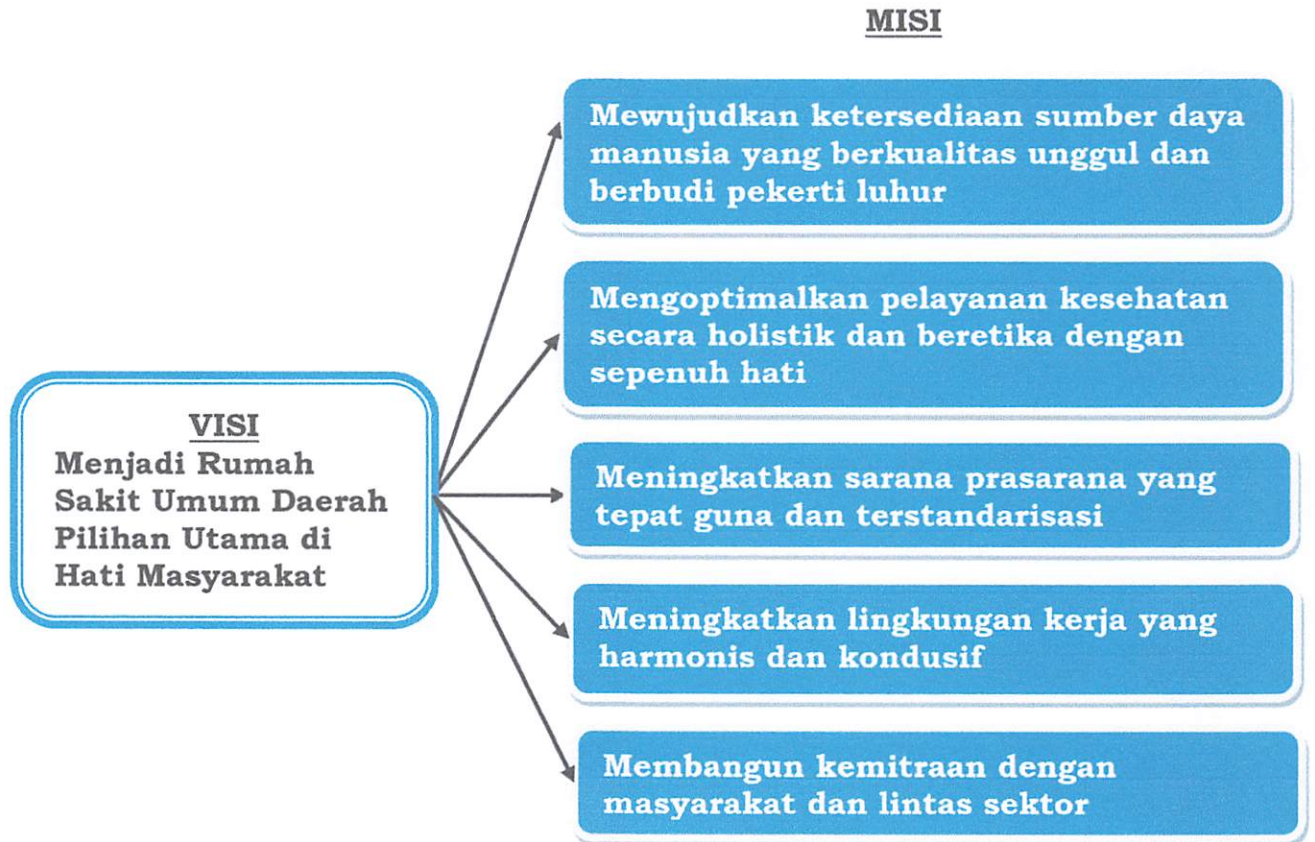 MISI
Mewujudkan ketersediaan sumber daya
manusia yang berkualitas unggul dan
berbudi pekerti luhur
Mengoptimalkan pelayanan kesehatan
secara holistik dan beretika dengan
sepenuh hati
VISI
Menjadi Rumah
Sakit Umum Daerah
Pilihan Utama di
Hati Masyarakat
Meningkatkan sarana prasarana yang
tepat guna dan terstandarisasi
Meningkatkan lingkungan kerja yang
harmonis dan kondusif
Membangun kemitraan dengan
masyarakat dan lintas sektor